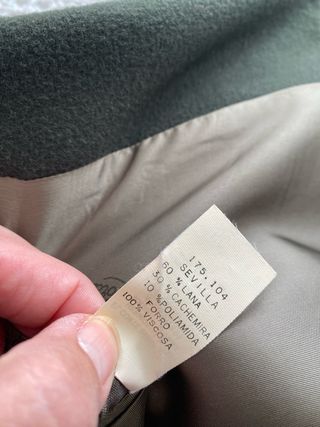 175.104
SEVILLA
60 % LANA
30 % CACHEMIRA
10 % POLIAMIDA
FORRO
100% VISCOSA